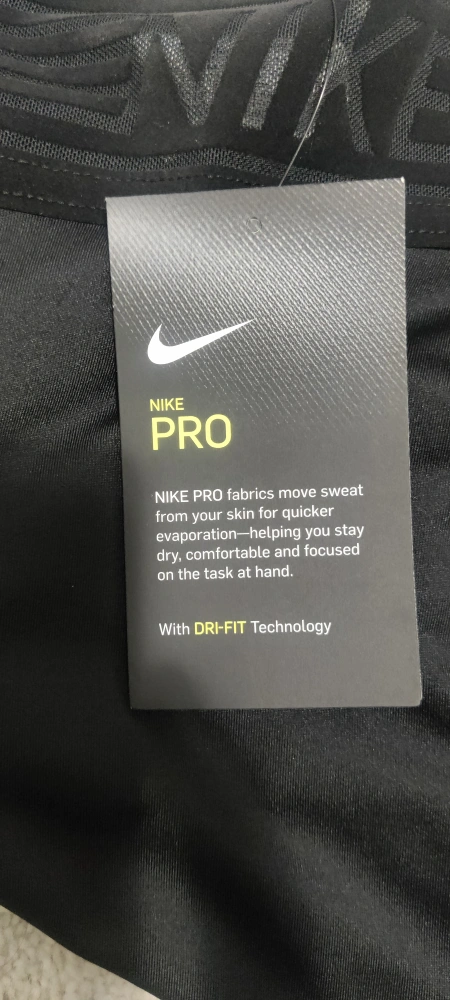 NIKE
NIKE
PRO
NIKE PRO fabrics move sweat
from your skin for quicker
evaporation—helping you stay
dry, comfortable and focused
on the task at hand.
With DRI-FIT Technology